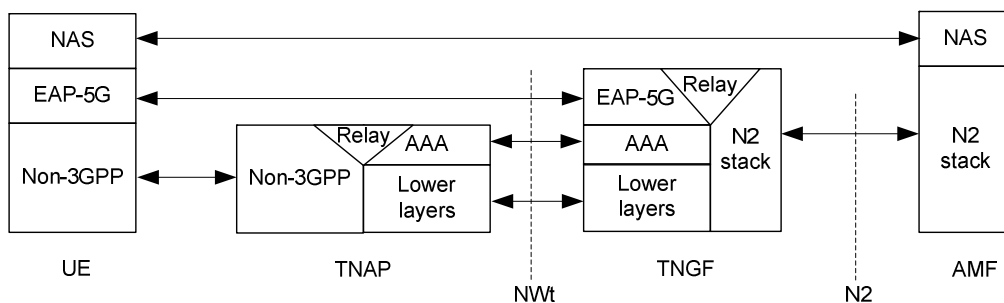 NAS
NAS
EAP-5G
EAP-5G
Relay
Relay
AAA
AAA
N2
stack
N2
stack
Non-3GPP
Non-3GPP
Lower
layers
Lower
layers
UE
TNAP
TNGF
AMF
NWt
N2